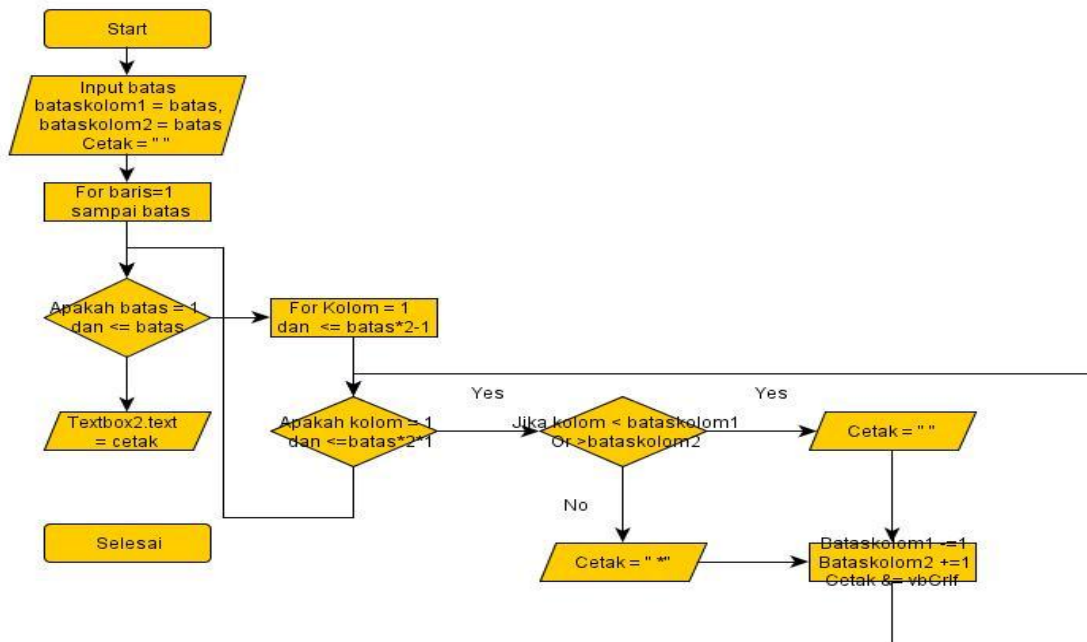 Start
Input batas
bataskolom1 = batas,
bataskolom2 = batas
Cetak = " "
For baris=1
sampai batas
Apakah batas = 1
dan <= batas
For Kolom = 1
dan <= batas*2-1
Textbox2.text
= cetak
Apakah kolom = 1
dan <=batas*2*1
Yes
Jika kolom < bataskolom1
Or >bataskolom2
Yes
Cetak = " "
No
Cetak = " *"
Bataskolom1 -=1
Bataskolom2 +=1
Cetak &= vbCrlf
Selesai